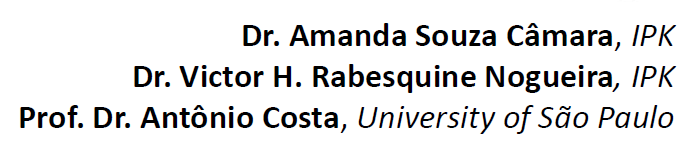 Dr. Amanda Souza Câmara, IPK
Dr. Victor H. Rabesquine Nogueira, IPK
Prof. Dr. Antônio Costa, University of São Paulo